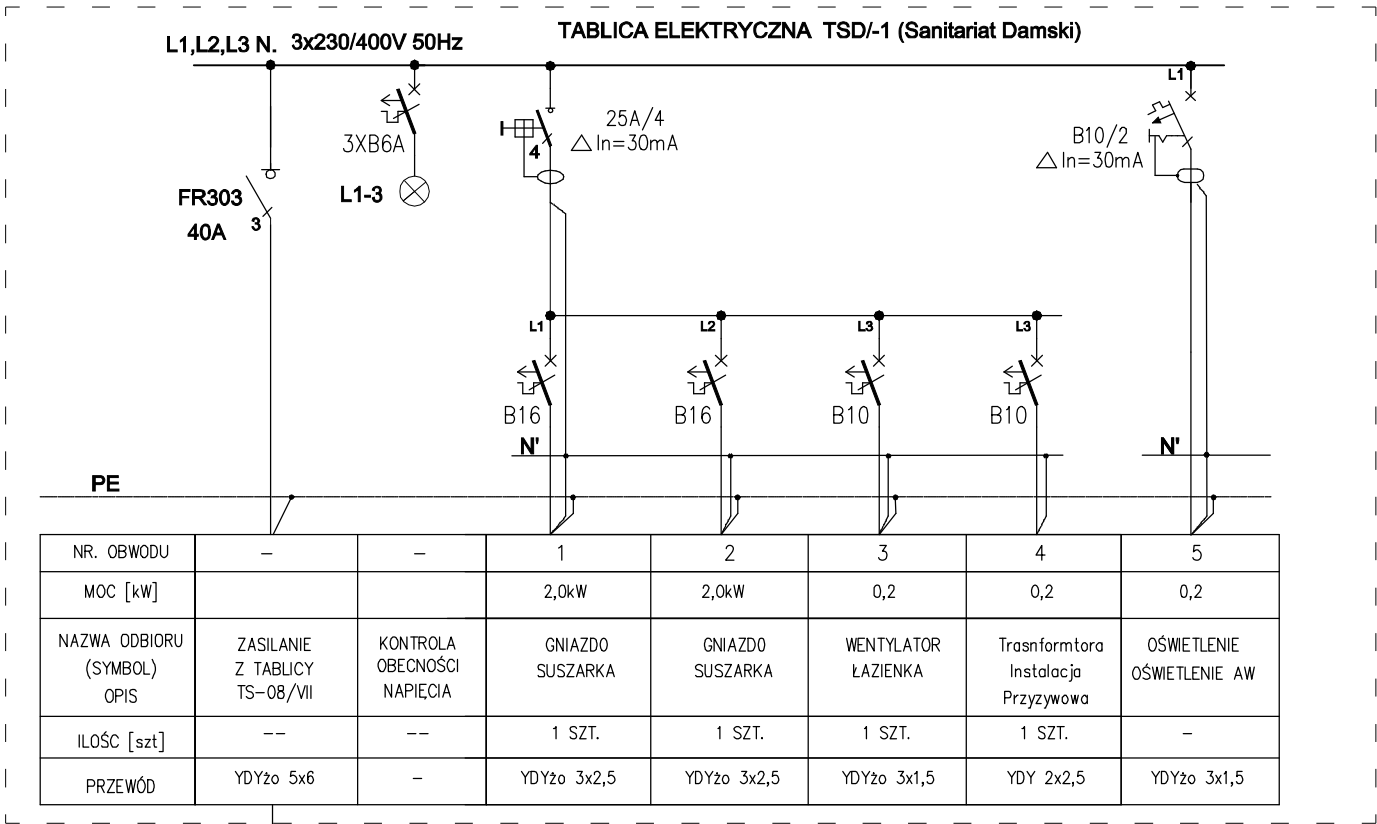 TABLICA ELEKTRYCZNA TSD/-1 (Sanitariat Damski)
L1,L2,L3 N. 3x230/400V 50Hz
L1
3XB6A
25A/4
△ In=30mA
4
B10/2
△ In=30mA
L1-3
FR303
40A
3
L1
L2
L3
L3
B16
B16
B10
B10
N'
N'
PE
NR. OBWODU – – 1 2 3 4 5
MOC [kW] 2,0kW 2,0kW 0,2 0,2 0,2
NAZWA ODBIORU
(SYMBOL)
OPIS
ZASILANIE
Z TABLICY
TS-08/VII
KONTROLA
OBECNOŚCI
NAPIĘCIA
GNIAZDO
SUSZARKA
GNIAZDO
SUSZARKA
WENTYLATOR
ŁAZIENKA
Trasnformtora
Instalacja
Przyzywowa
OŚWIETLENIE
OŚWIETLENIE AW
ILOŚC [szt] –– –– 1 SZT. 1 SZT. 1 SZT. 1 SZT. –
PRZEWÓD YDYżo 5x6 – YDYżo 3x2,5 YDYżo 3x2,5 YDYżo 3x1,5 YDY 2x2,5 YDYżo 3x1,5